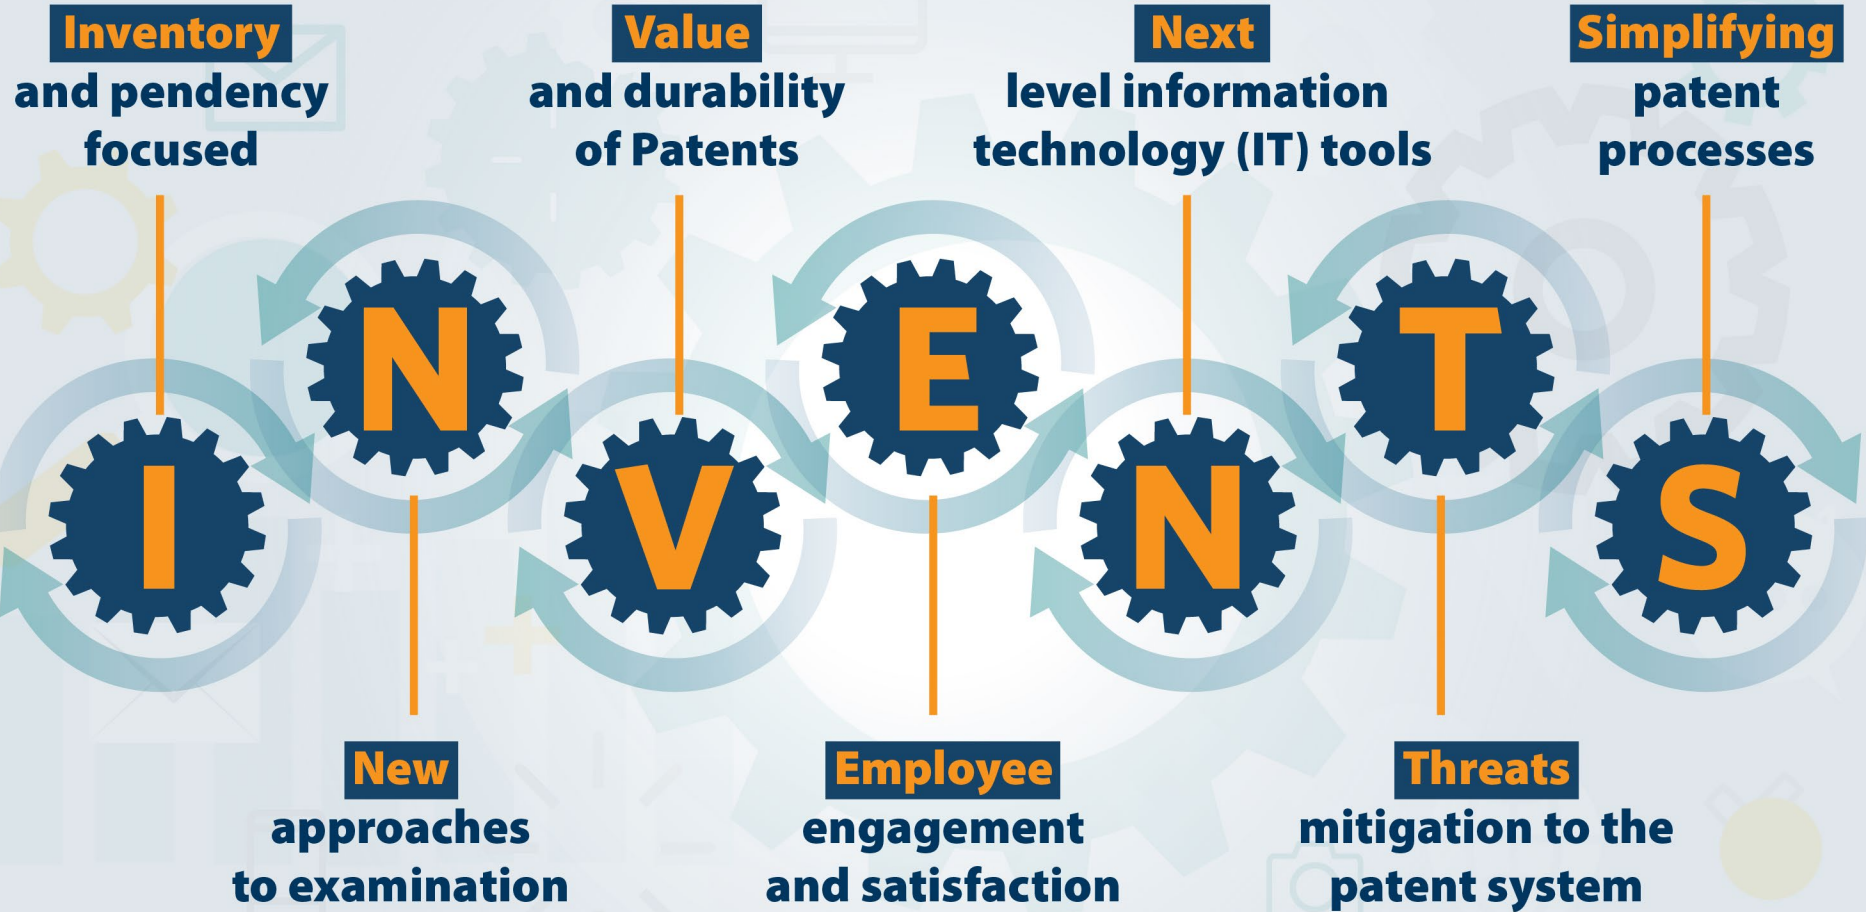 Inventory
and pendency
focused
Value
and durability
of Patents
Next
level information
technology (IT) tools
Simplifying
patent
processes
I
N
V
E
N
T
S
New
approaches
to examination
Employee
engagement
and satisfaction
Threats
mitigation to the
patent system